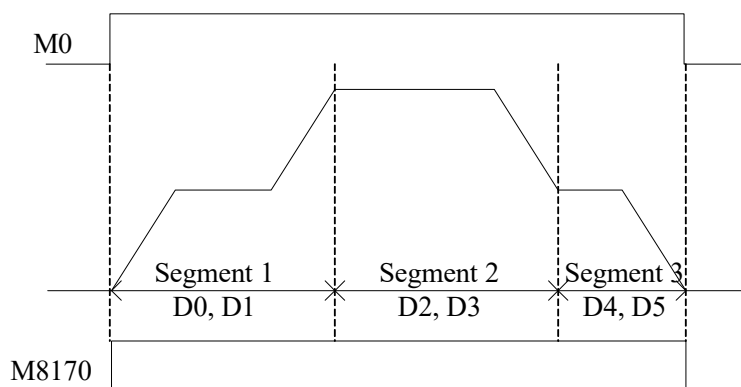 M0
Segment 1
Segment 2
Segment 3
D0, D1
D2, D3
D4, D5
M8170